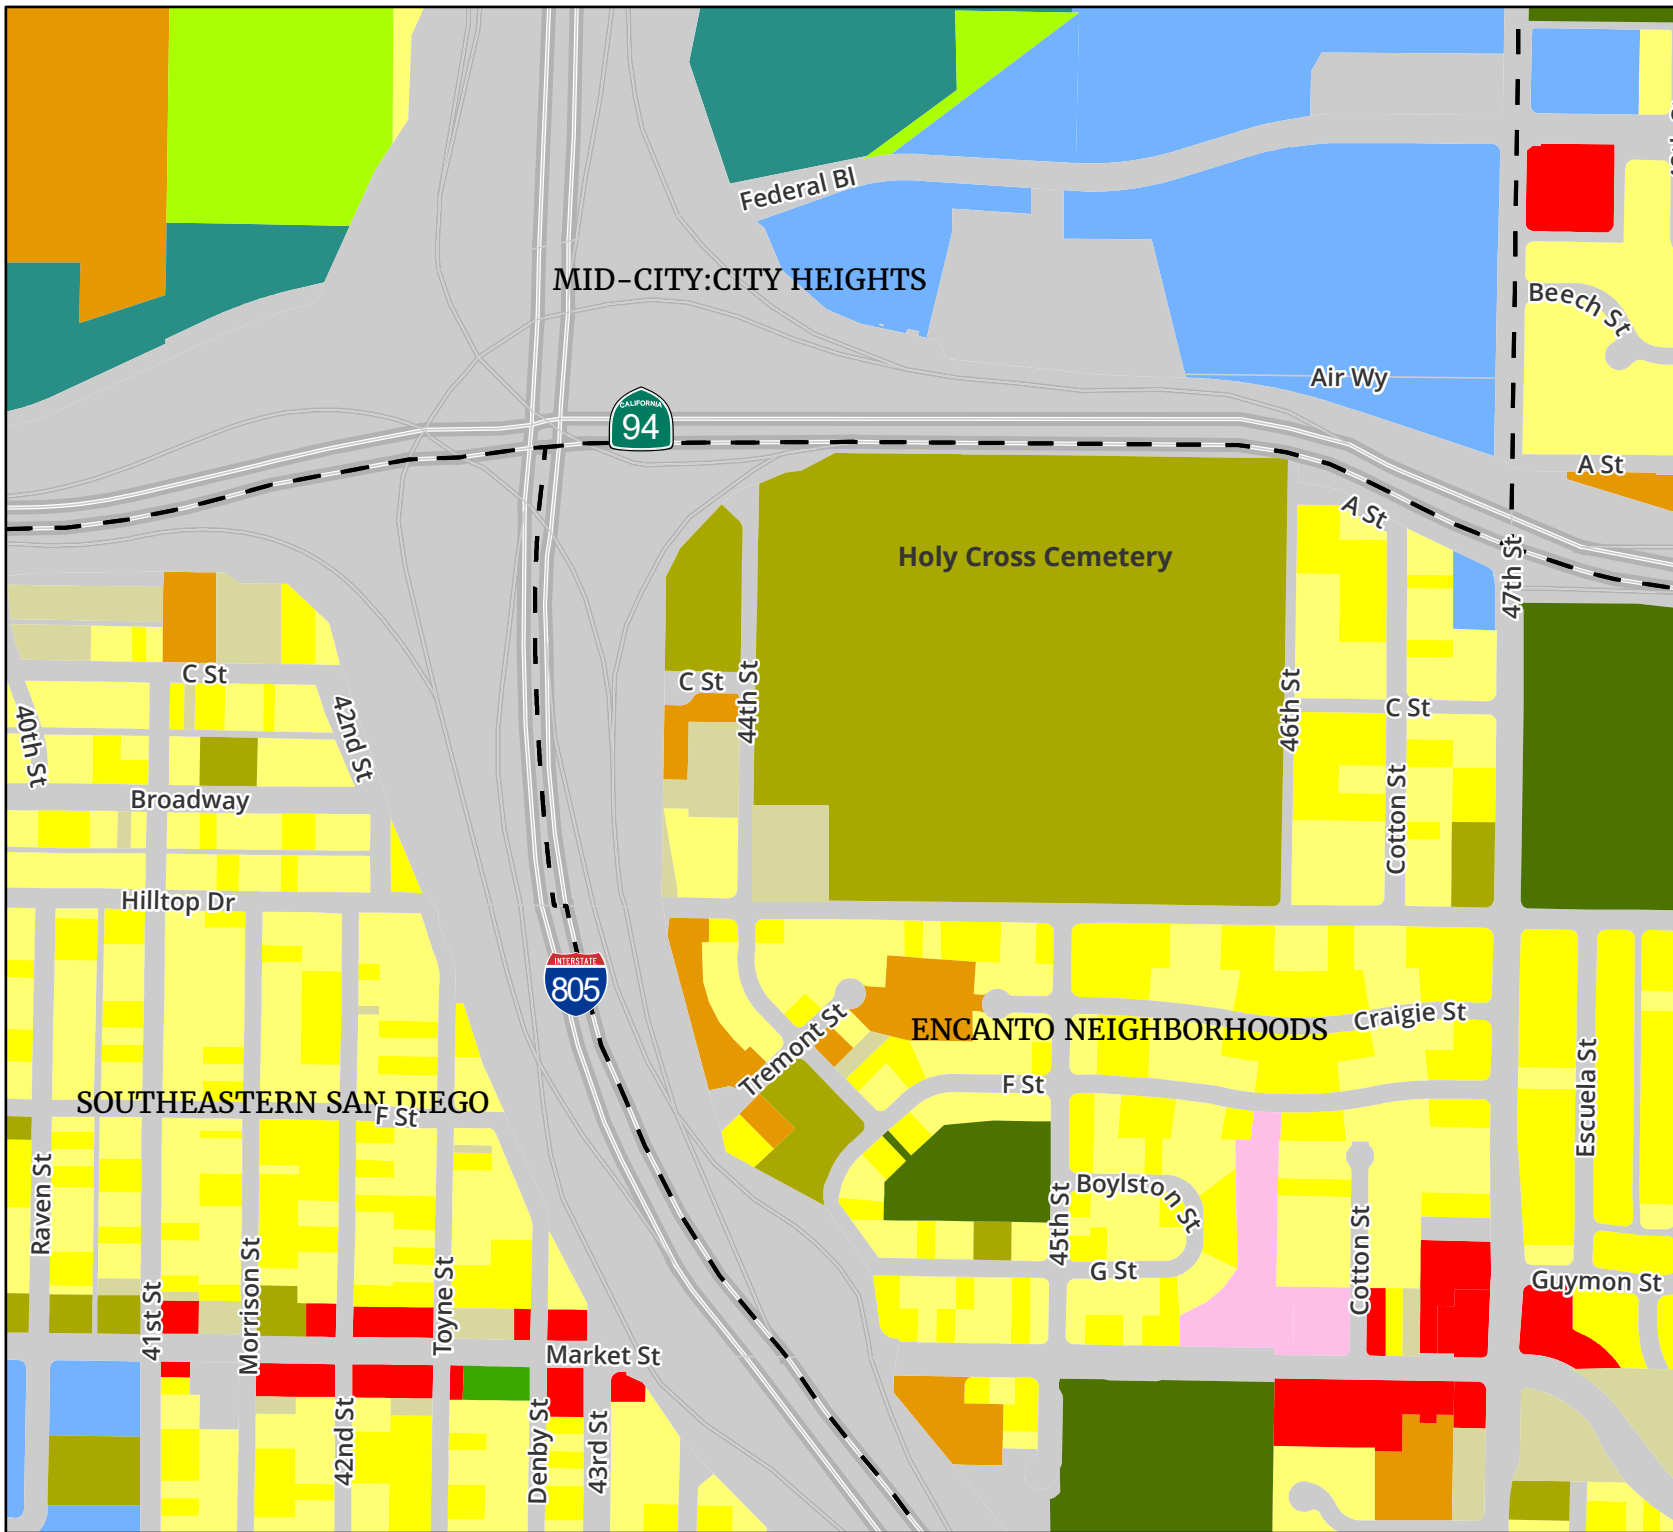 Federal Bl
MID-CITY:CITY HEIGHTS
Beech St
Air Wy
CALIFORNIA
94
A St
A St
Holy Cross Cemetery
47th St
C St
C St
44th St
46th St
C St
40th St
42nd St
Broadway
Cotton St
Hilltop Dr
INTERSTATE
805
Tremont St
ENCANTO NEIGHBORHOODS
Craigie St
Escuela St
F St
SOUTHEASTERN SAN DIEGO
F St
Raven St
Boylston St
45th St
Cotton St
G St
Guymon St
41st St
Morrison St
Toyne St
Market St
42nd St
Denby St
43rd St